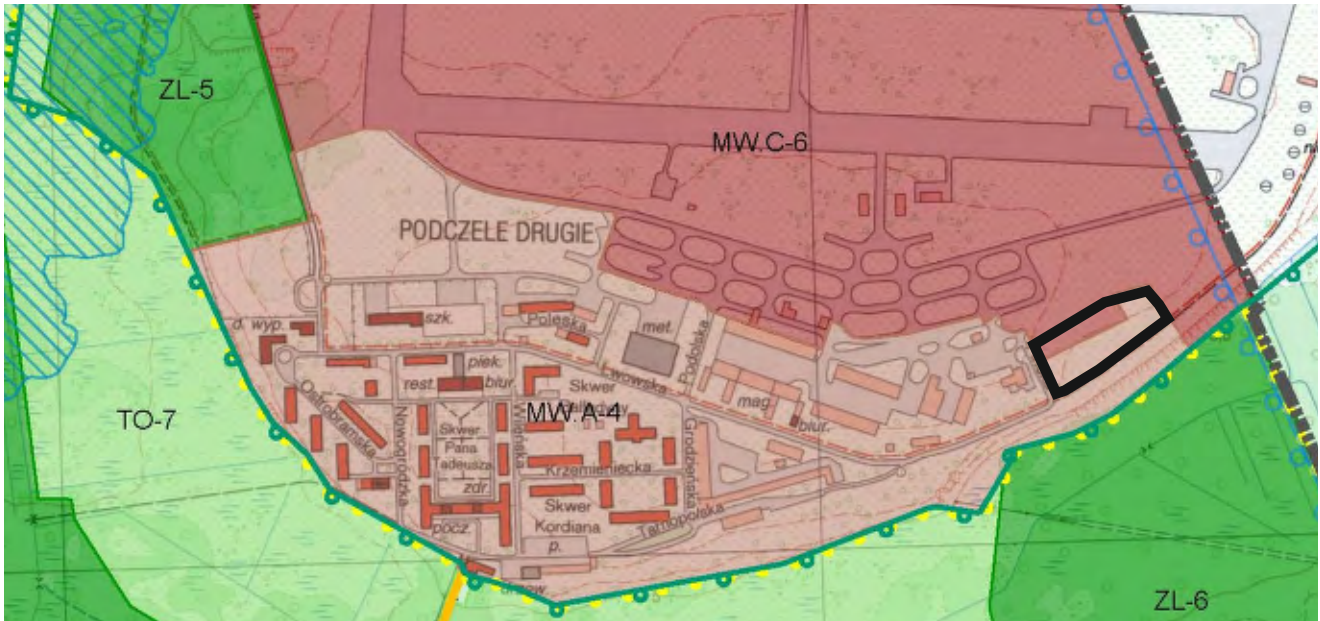 ZL-5
MW.C-6
PODCZELE DRUGIE
d. wyp.
szk.
Poleska
met.
Podolska
piek.
rest.
biur.
Lwowska
Skwer
MW.A-4
mag.
biur.
TO-7
Ostrobramska
Nowogródzka
Skwer
Pana
Tadeusza
Wileńska
Krzemieniecka
Grodzieńska
zdr.
Skwer
Kordiana
Tarnopolska
pocz.
p.
ZL-6